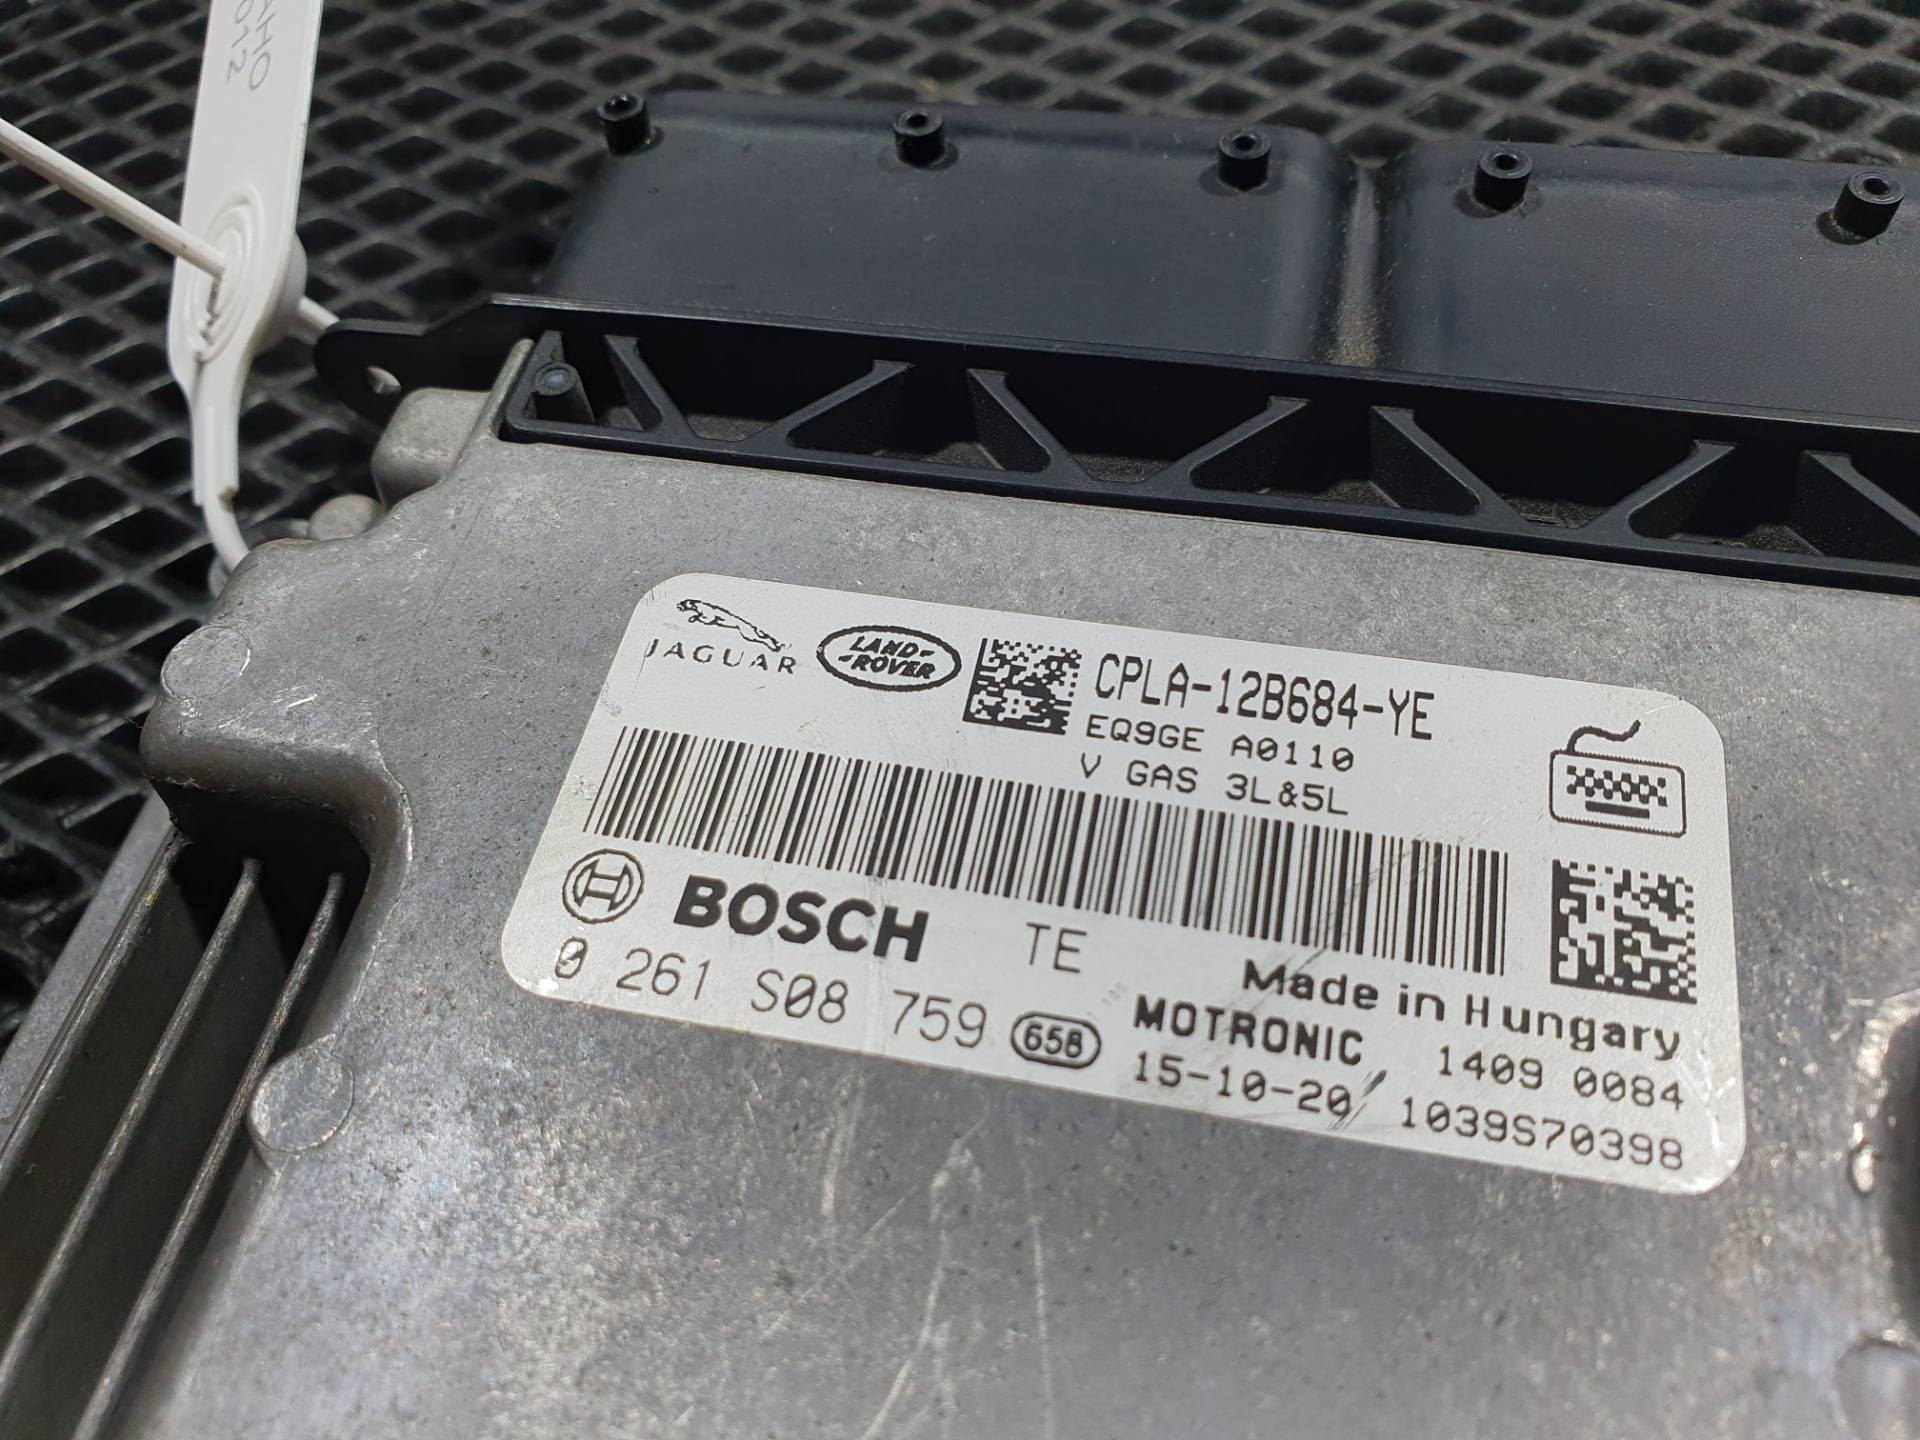 012
JAGUAR
LAND-
-ROVER
CPLA-12B684-YE
EQ9GE A0110
V GAS 3L&5L
BOSCH TE
0 261 S08 759
658
Made in Hungary
MOTRONIC 1409 0084
15-10-20 1039S70398